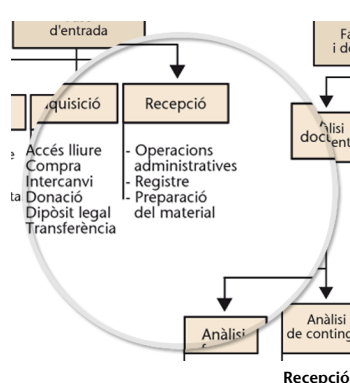 d'entrada
Recepció
Accés lliure
Compra
Intercanvi
Donació
Dipòsit legal
Transferència
- Operacions
administratives
- Registre
- Preparació
del material
i
Anàlisi
Anàlisi
de
Recepció